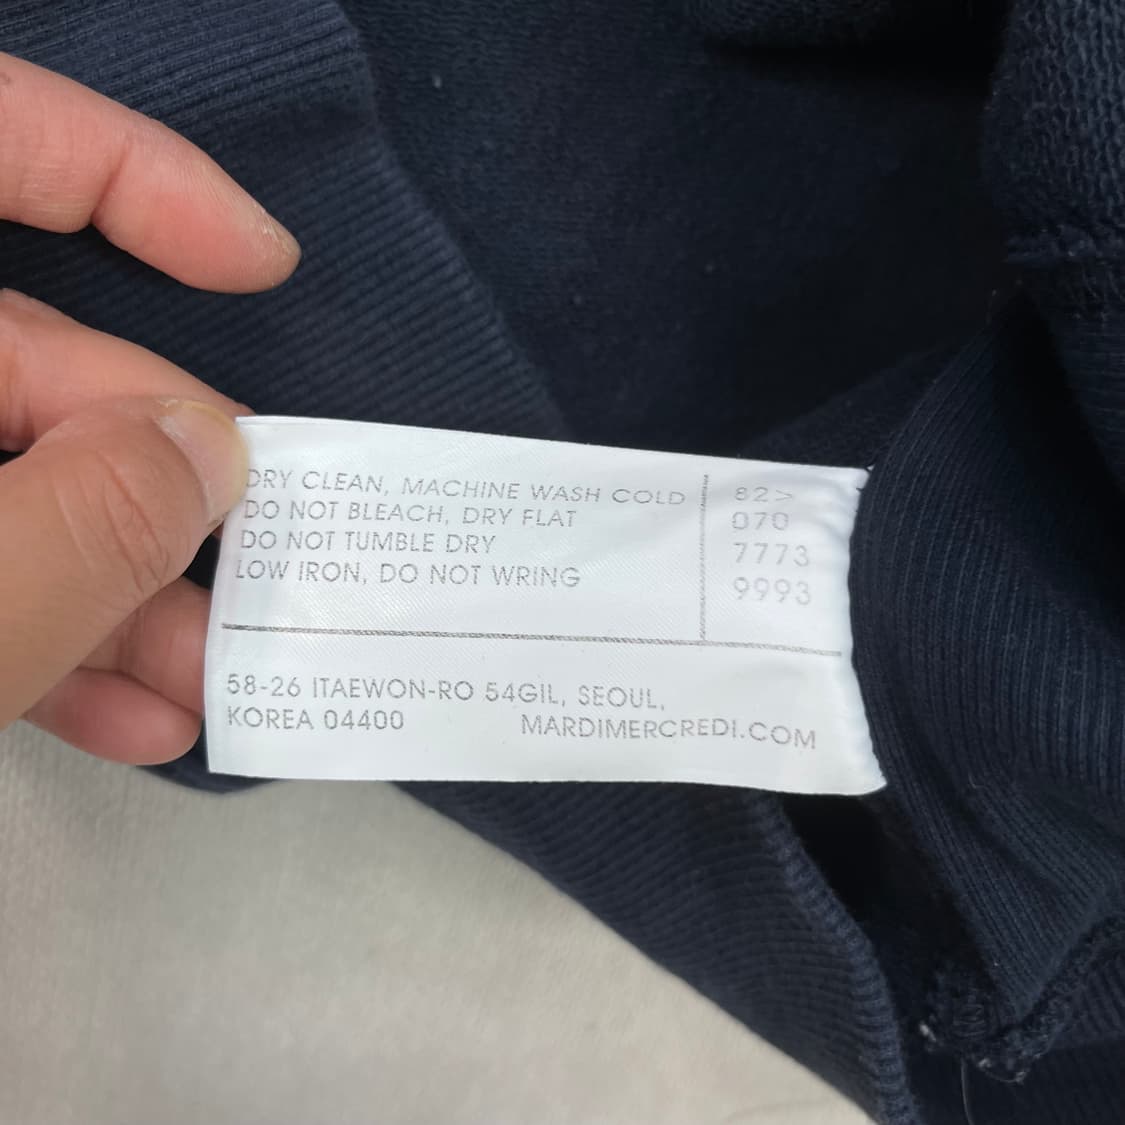 DRY CLEAN, MACHINE WASH COLD
DO NOT BLEACH, DRY FLAT
DO NOT TUMBLE DRY
LOW IRON, DO NOT WRING
82>
070
7773
9993
58-26 ITAEWON-RO 54GIL, SEOUL,
KOREA 04400
MARDIMERCREDI.COM